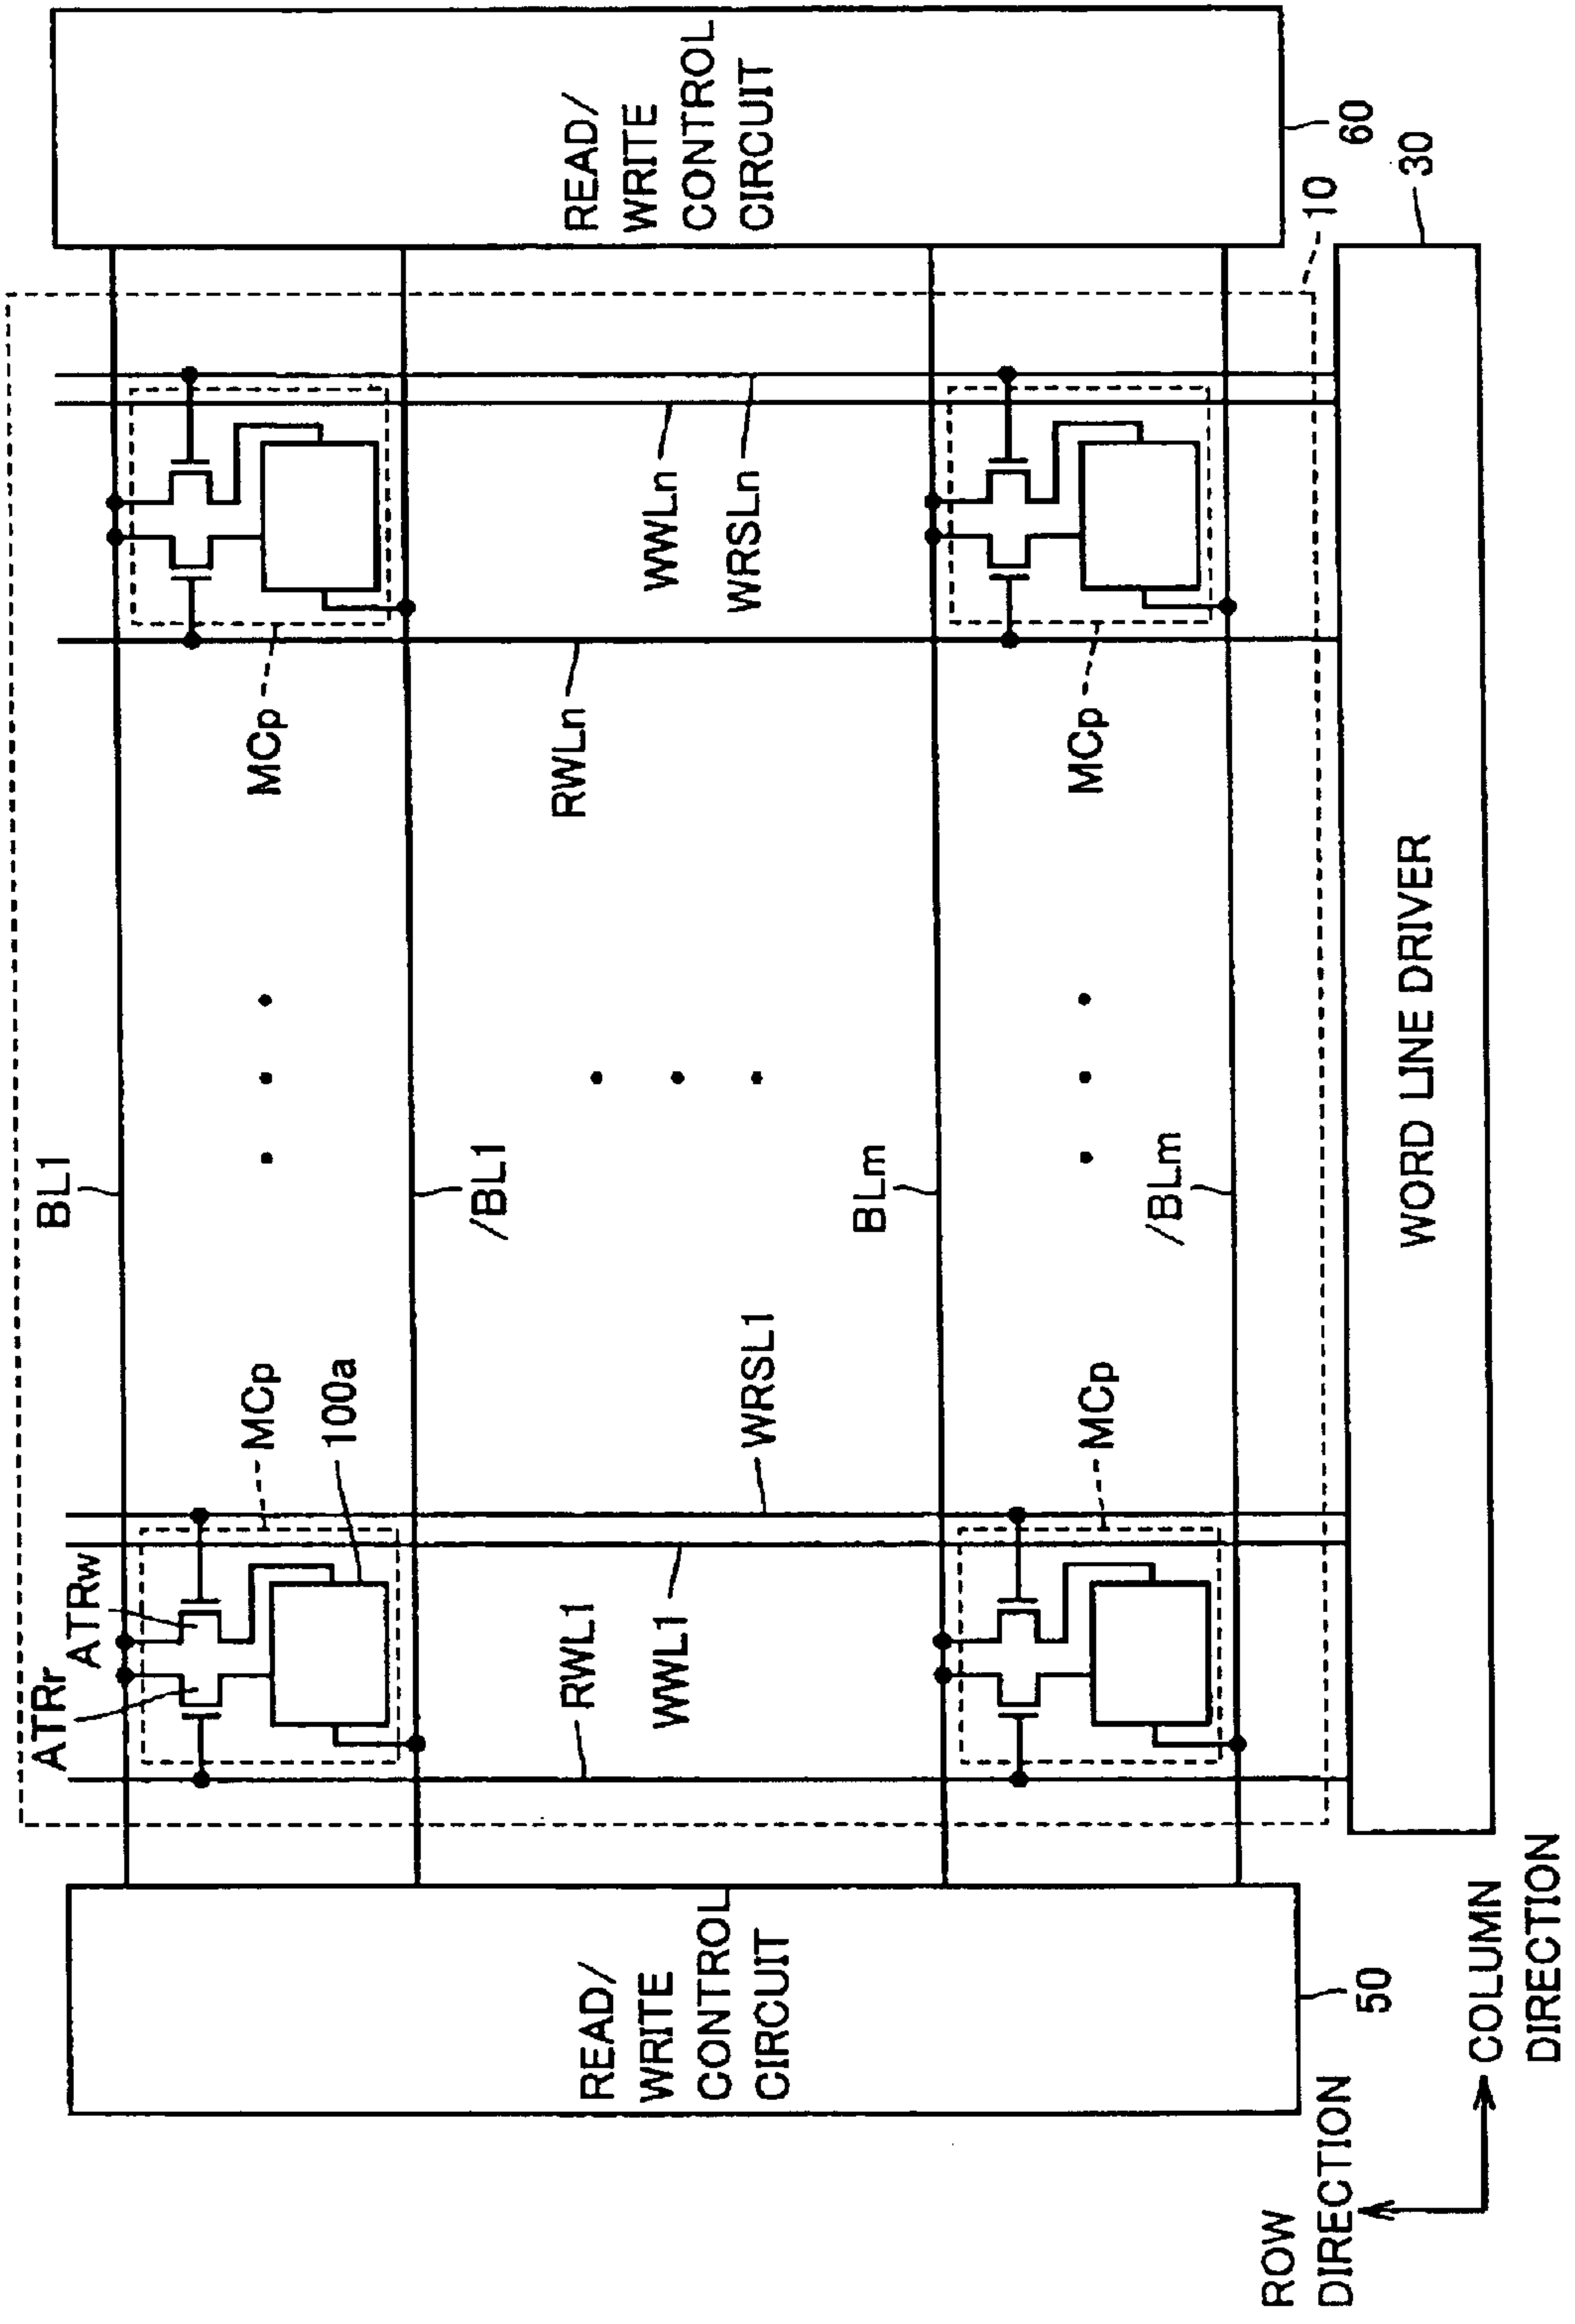 READ/
WRITE
CONTROL
CIRCUIT
60
10
30
WWLn
WRSLn
MCp
RWLn
MCp
WORD LINE DRIVER
BL1
/BL1
BLm
/BLm
MCp
100a
WRSL1
MCp
ATRw
ATRr
RWL1
WWL1
READ/
WRITE
CONTROL
CIRCUIT
50
ROW
DIRECTION
COLUMN
DIRECTION